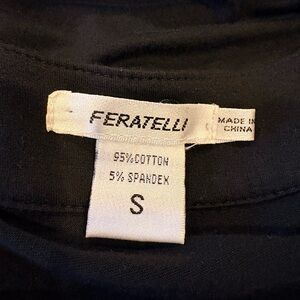 FERATELLI
MADE IN
CHINA
95% COTTON
5% SPANDEX
S